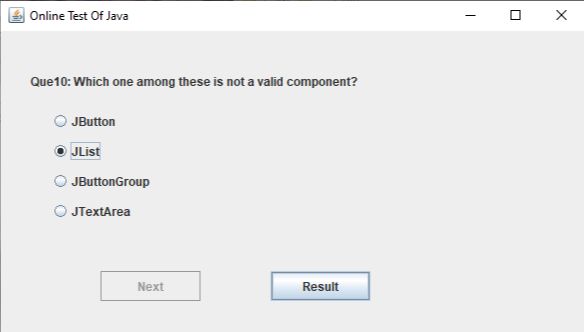 Online Test Of Java
Que10: Which one among these is not a valid component?
JButton
JList
JButtonGroup
JTextArea
Next Result